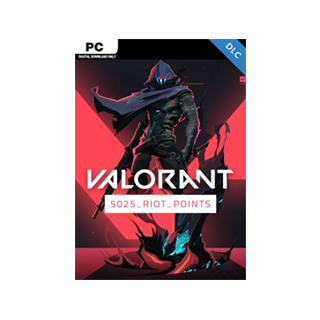 PC
DIGITAL DOWNLOAD ONLY
DLC
VALORANT
5025_RIOT_POINTS